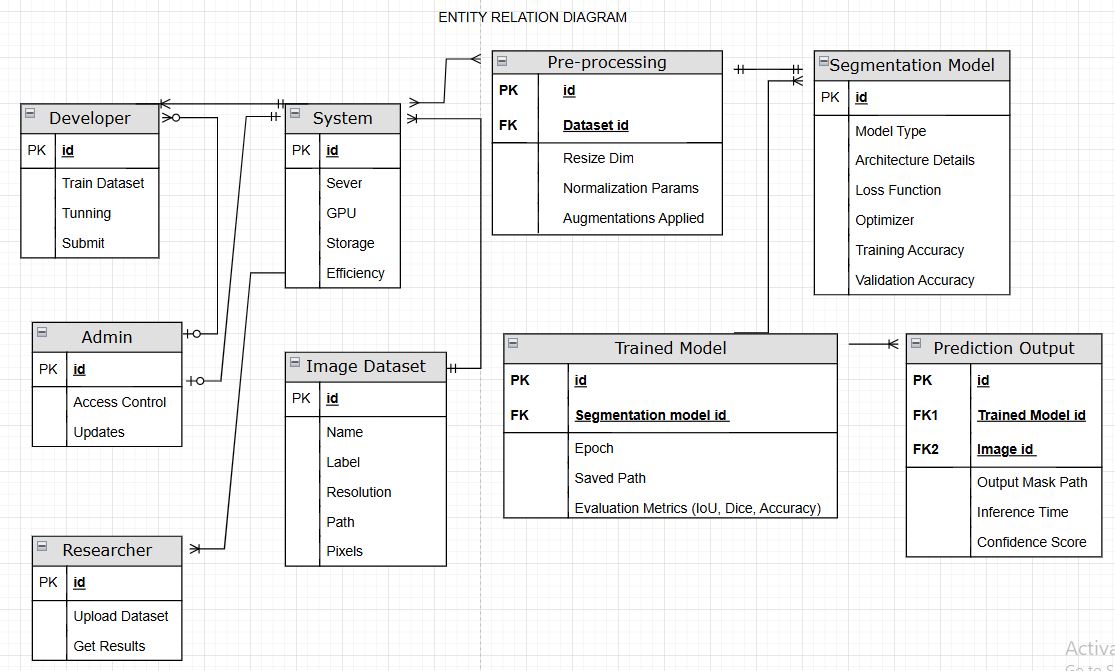 ENTITY RELATION DIAGRAM
Developer
PK id
Train Dataset
Tunning
Submit
System
PK id
Sever
GPU
Storage
Efficiency
Pre-processing
PK id
FK Dataset id
Resize Dim
Normalization Params
Augmentations Applied
Segmentation Model
PK id
Model Type
Architecture Details
Loss Function
Optimizer
Training Accuracy
Validation Accuracy
Admin
PK id
Access Control
Updates
Image Dataset
PK id
Name
Label
Resolution
Path
Pixels
Trained Model
PK id
FK Segmentation model id
Epoch
Saved Path
Evaluation Metrics (IoU, Dice, Accuracy)
Prediction Output
PK id
FK1 Trained Model id
FK2 Image id
Output Mask Path
Inference Time
Confidence Score
Researcher
PK id
Upload Dataset
Get Results